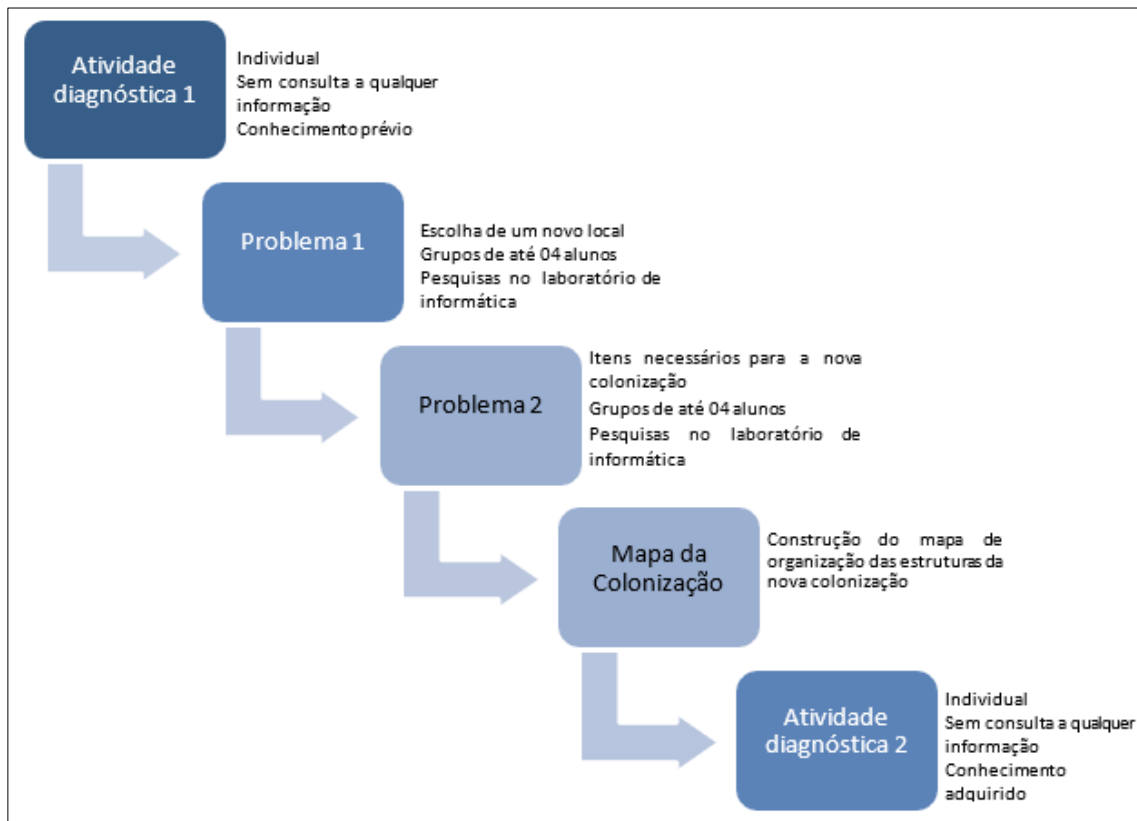 Atividade
diagnóstica 1
Individual
Sem consulta a qualquer
informação
Conhecimento prévio
Problema 1
Escolha de um novo local
Grupos de até 04 alunos
Pesquisas no laboratório de
informática
Problema 2
Itens necessários para a nova
colonização
Grupos de até 04 alunos
Pesquisas no laboratório de
informática
Mapa da
Colonização
Construção do mapa de
organização das estruturas da
nova colonização
Atividade
diagnóstica 2
Individual
Sem consulta a qualquer
informação
Conhecimento
adquirido